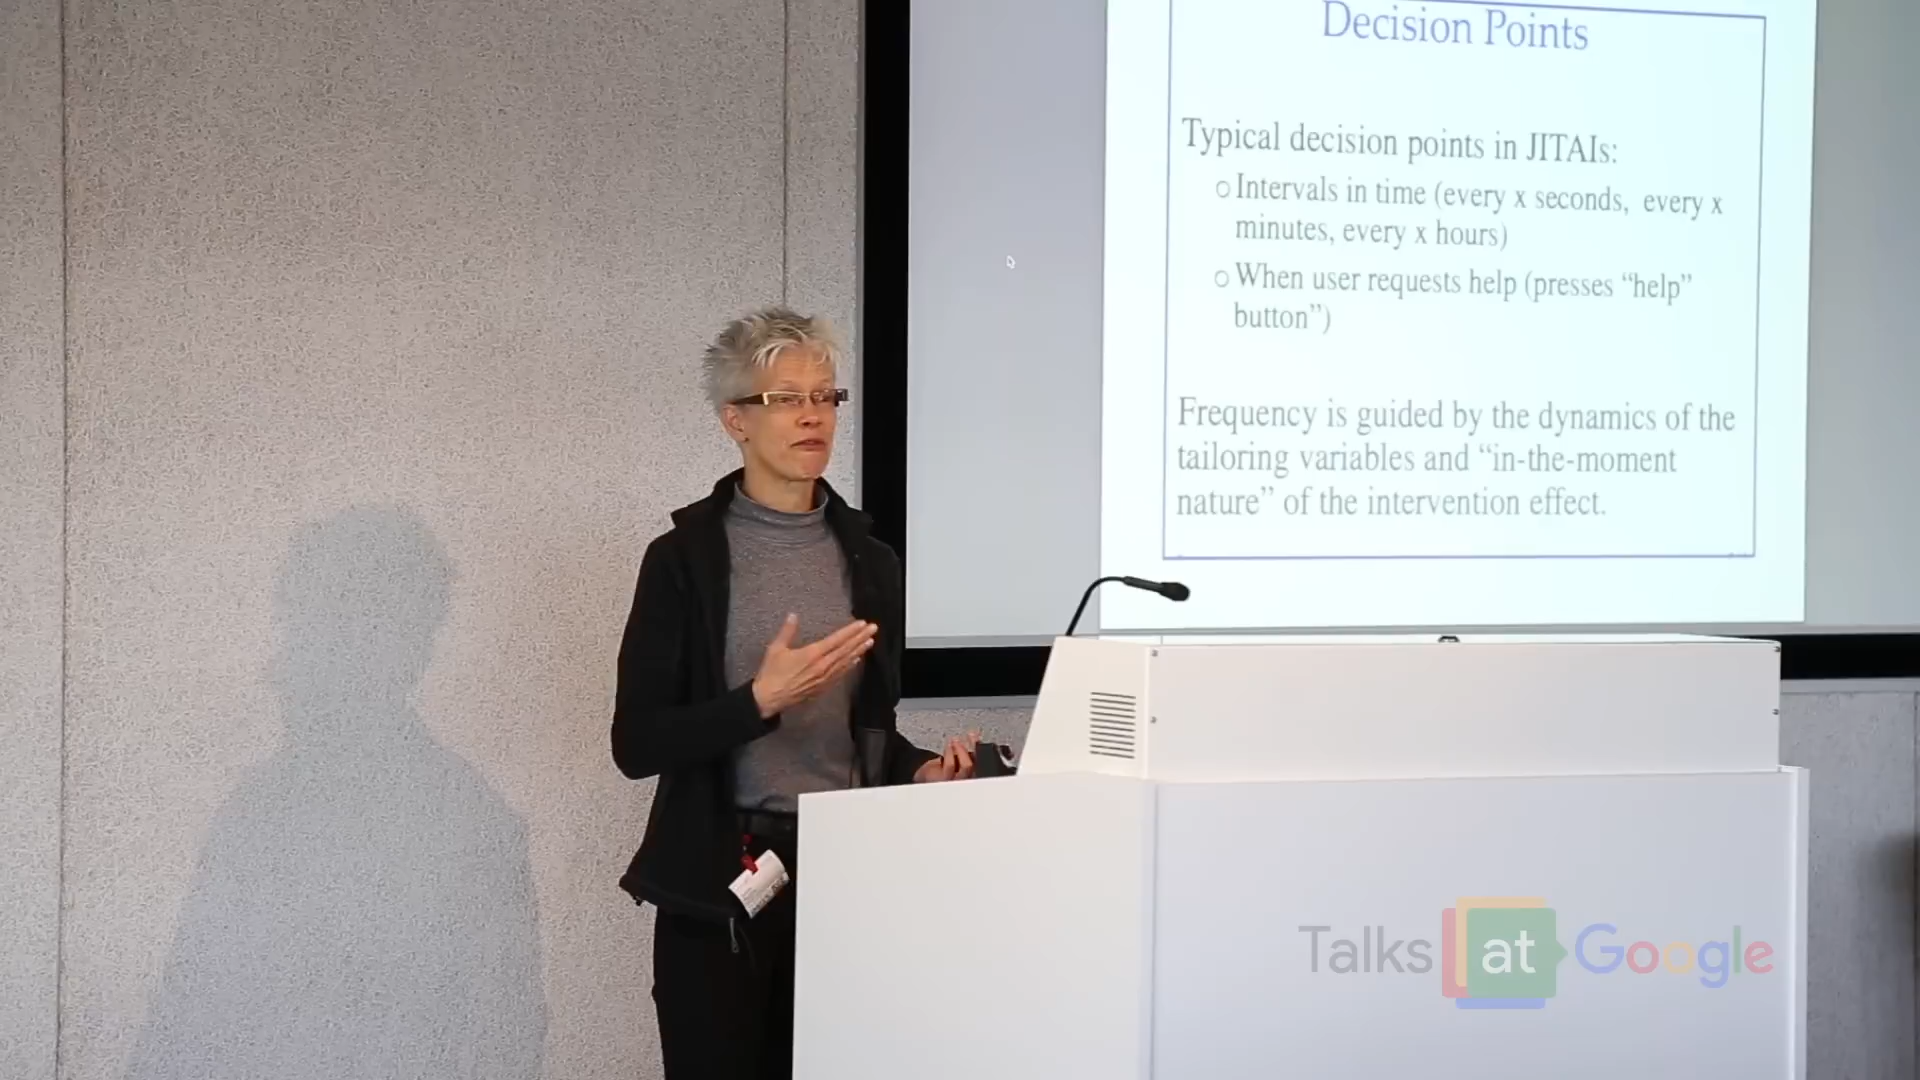 Decision Points
Typical decision points in JITAIs:
○ Intervals in time (every x seconds, every x
minutes, every x hours)
○ When user requests help (presses “help”
button”)
Frequency is guided by the dynamics of the
tailoring variables and “in-the-moment
nature” of the intervention effect.
Talks at Google